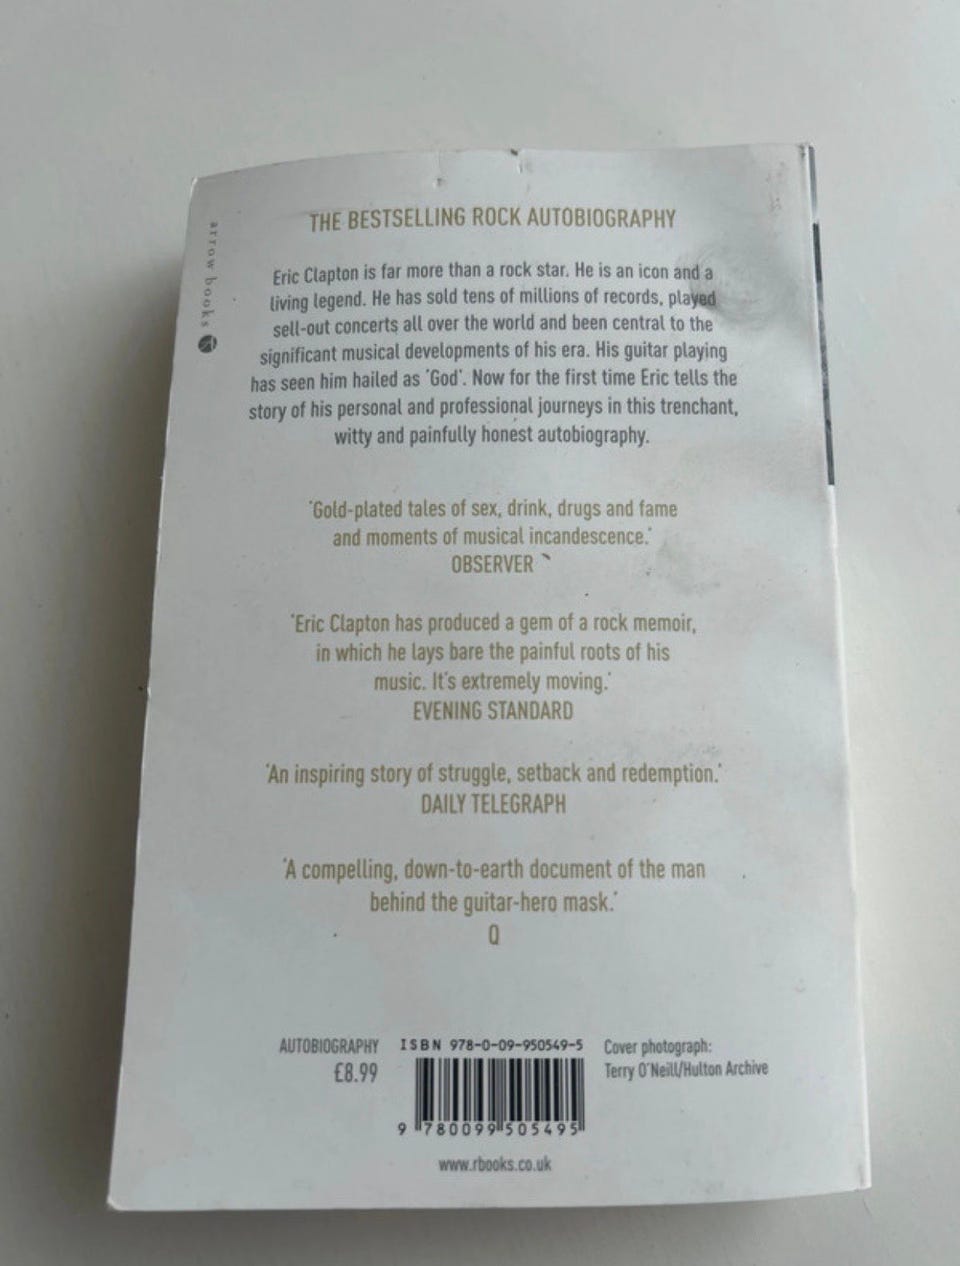 THE BESTSELLING ROCK AUTOBIOGRAPHY
arrow books
Eric Clapton is far more than a rock star. He is an icon and a
living legend. He has sold tens of millions of records, played
sell-out concerts all over the world and been central to the
significant musical developments of his era. His guitar playing
has seen him hailed as 'God'. Now for the first time Eric tells the
story of his personal and professional journeys in this trenchant,
witty and painfully honest autobiography.
'Gold-plated tales of sex, drink, drugs and fame
and moments of musical incandescence.'
OBSERVER
'Eric Clapton has produced a gem of a rock memoir,
in which he lays bare the painful roots of his
music. It's extremely moving.'
EVENING STANDARD
'An inspiring story of struggle, setback and redemption.'
DAILY TELEGRAPH
'A compelling, down-to-earth document of the man
behind the guitar-hero mask.'
Q
AUTOBIOGRAPHY
£8.99
ISBN 978-0-09-950549-5
9 780099 505495
Cover photograph:
Terry O'Neill/Hulton Archive
www.rbooks.co.uk